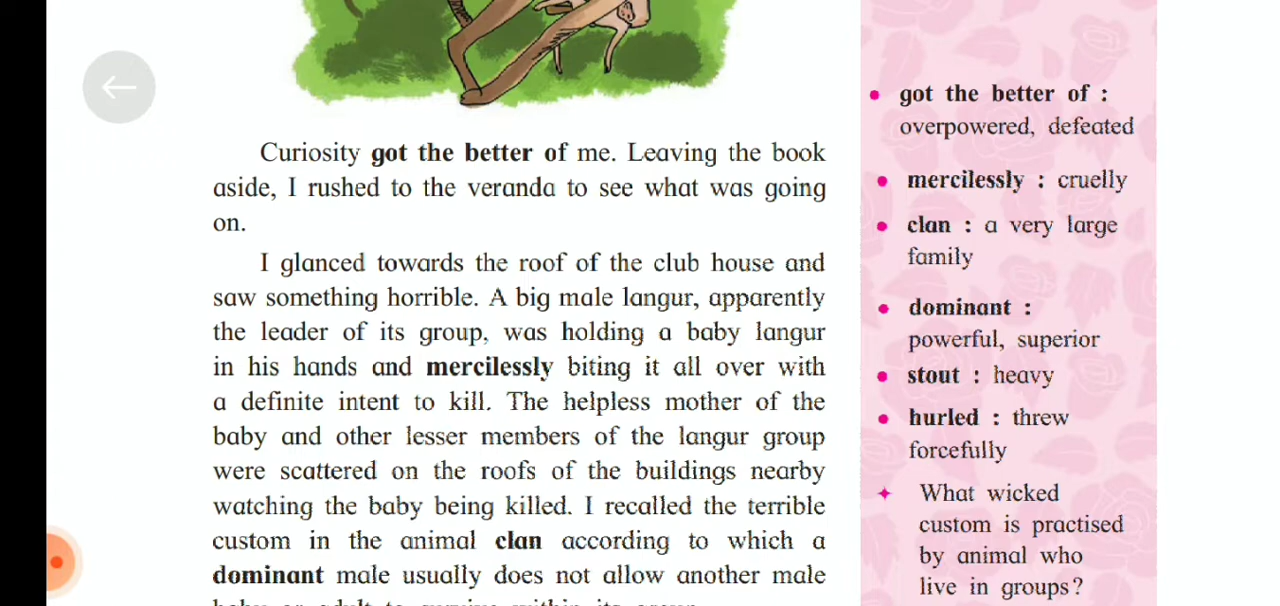 Curiosity got the better of me. Leaving the book
aside, I rushed to the veranda to see what was going
on.
I glanced towards the roof of the club house and
saw something horrible. A big male langur, apparently
the leader of its group, was holding a baby langur
in his hands and mercilessly biting it all over with
a definite intent to kill. The helpless mother of the
baby and other lesser members of the langur group
were scattered on the roofs of the buildings nearby
watching the baby being killed. I recalled the terrible
custom in the animal clan according to which a
dominant male usually does not allow another male
• got the better of :
overpowered, defeated
• mercilessly : cruelly
• clan : a very large
family
• dominant :
powerful, superior
• stout : heavy
• hurled : threw
forcefully
✦ What wicked
custom is practised
by animal who
live in groups?